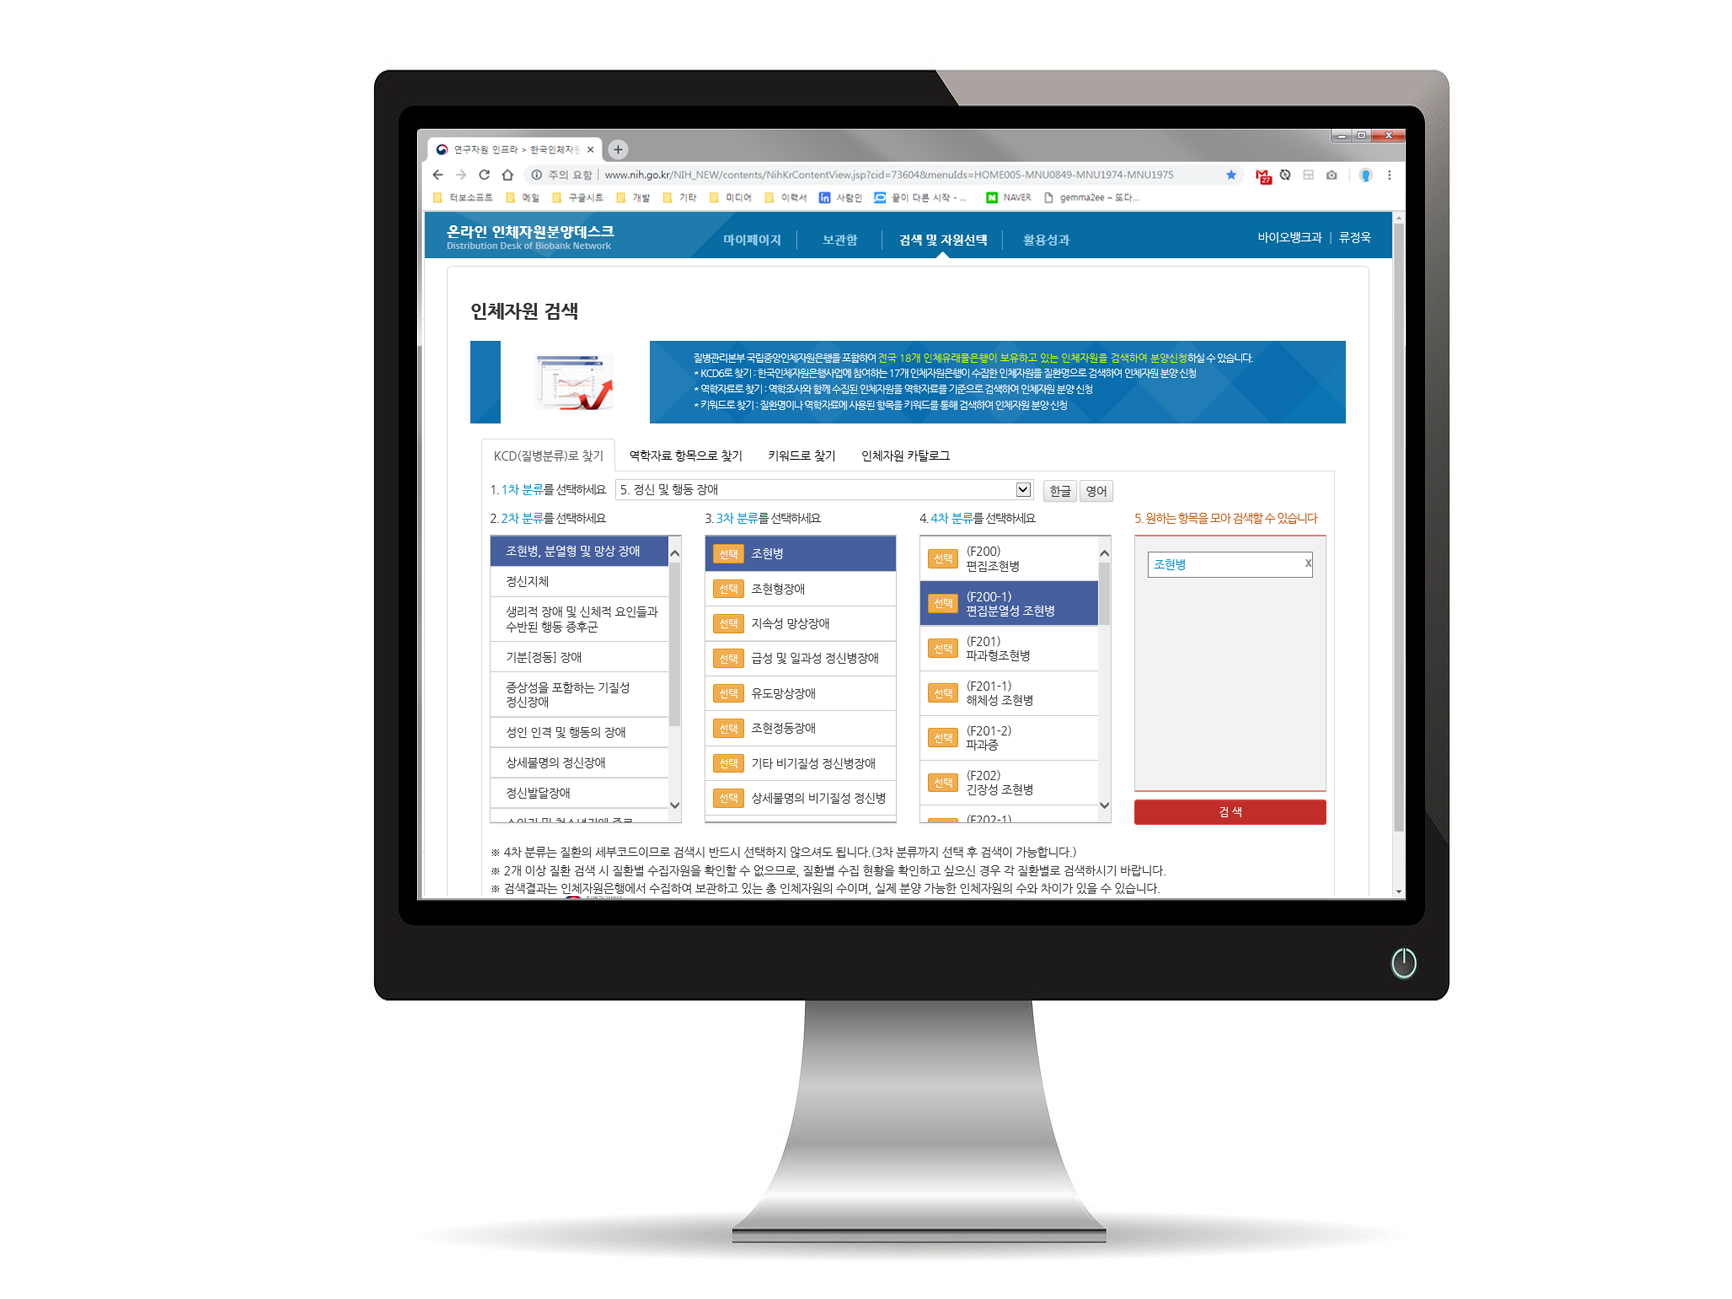 연구자원 인프라 > 한국인체자원
주의 요함 | www.nih.go.kr/NIH_NEW/contents/NihKrContentView.jsp?cid=73604&menuIds=HOME005-MNU0849-MNU1974-MNU1975
27
터보소프트 메일 구글시트 개발 기타 미디어 이력서 사람인 끝이 다른 시작 - ... NAVER gemma2ee – 또다...
온라인 인체자원분양데스크
Distribution Desk of Biobank Network
마이페이지 보관함 검색 및 자원선택 활용성과
바이오뱅크과 | 류정욱
인체자원 검색
질병관리본부 국립중앙인체자원은행을 포함하여 전국 18개 인체유래물은행이 보유하고 있는 인체자원을 검색하여 분양신청하실 수 있습니다.
* KCD6로 찾기 : 한국인체자원은행사업에 참여하는 17개 인체자원은행이 수집한 인체자원을 질환명으로 검색하여 인체자원 분양 신청
* 역학자료로 찾기 : 역학조사와 함께 수집된 인체자원을 역학자료를 기준으로 검색하여 인체자원 분양 신청
* 키워드로 찾기 : 질환명이나 역학자료에 사용된 항목을 키워드를 통해 검색하여 인체자원 분양 신청
KCD(질병분류)로 찾기 역학자료 항목으로 찾기 키워드로 찾기 인체자원 카탈로그
1. 1차 분류를 선택하세요 5. 정신 및 행동 장애 한글 영어
2. 2차 분류를 선택하세요
조현병, 분열형 및 망상 장애
정신지체
생리적 장애 및 신체적 요인들과
수반된 행동 증후군
기분[정동] 장애
증상성을 포함하는 기질성
정신장애
성인 인격 및 행동의 장애
상세불명의 정신장애
정신발달장애
3. 3차 분류를 선택하세요
선택 조현병
선택 조현형장애
선택 지속성 망상장애
선택 급성 및 일과성 정신병장애
선택 유도망상장애
선택 조현정동장애
선택 기타 비기질성 정신병장애
선택 상세불명의 비기질성 정신병
4. 4차 분류를 선택하세요
선택 (F200)
편집조현병
선택 (F200-1)
편집분열성 조현병
선택 (F201)
파과형조현병
선택 (F201-1)
해체성 조현병
선택 (F201-2)
파과증
선택 (F202)
긴장성 조현병
(F202-1)
5. 원하는 항목을 모아 검색할 수 있습니다
조현병 X
검 색
※ 4차 분류는 질환의 세부코드이므로 검색시 반드시 선택하지 않으셔도 됩니다.(3차 분류까지 선택 후 검색이 가능합니다.)
※ 2개 이상 질환 검색 시 질환별 수집자원을 확인할 수 없으므로, 질환별 수집 현황을 확인하고 싶으신 경우 각 질환별로 검색하시기 바랍니다.
※ 검색결과는 인체자원은행에서 수집하여 보관하고 있는 총 인체자원의 수이며, 실제 분양 가능한 인체자원의 수와 차이가 있을 수 있습니다.